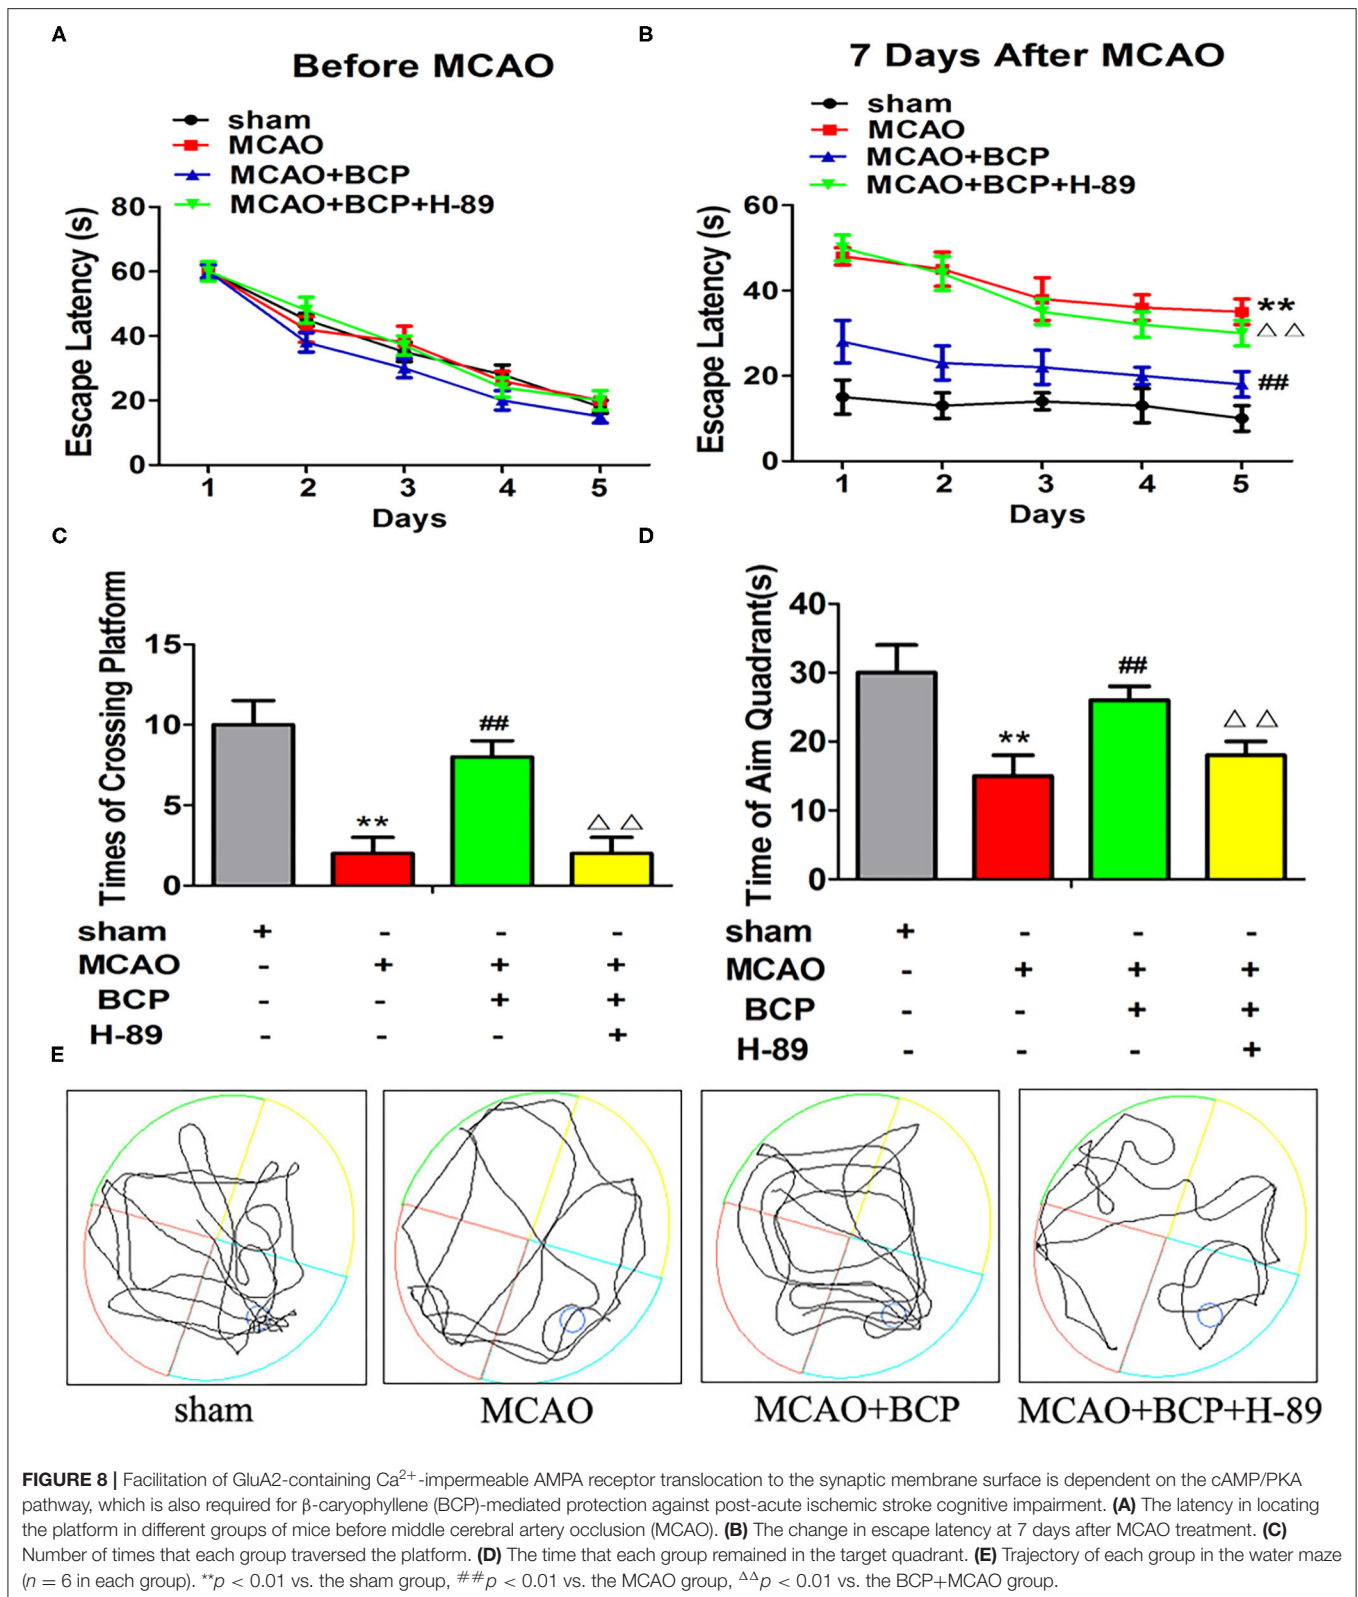 A
Before MCAO
sham
MCAO
MCAO+BCP
MCAO+BCP+H-89
Escape Latency (s)
80
60
40
20
0
1 2 3 4 5
Days
B
7 Days After MCAO
sham
MCAO
MCAO+BCP
MCAO+BCP+H-89
Escape Latency (s)
60
40
20
0
**
△△
##
1 2 3 4 5
Days
C
Times of Crossing Platform
15
10
5
0
**
##
△△
sham + - - -
MCAO - + + +
BCP - - + +
H-89 - - - +
D
Time of Aim Quadrant(s)
40
30
20
10
0
**
##
△△
sham + - - -
MCAO - + + +
BCP - - + +
H-89 - - - +
E
sham MCAO MCAO+BCP MCAO+BCP+H-89
FIGURE 8 | Facilitation of GluA2-containing Ca²⁺-impermeable AMPA receptor translocation to the synaptic membrane surface is dependent on the cAMP/PKA
pathway, which is also required for β-caryophyllene (BCP)-mediated protection against post-acute ischemic stroke cognitive impairment. (A) The latency in locating
the platform in different groups of mice before middle cerebral artery occlusion (MCAO). (B) The change in escape latency at 7 days after MCAO treatment. (C)
Number of times that each group traversed the platform. (D) The time that each group remained in the target quadrant. (E) Trajectory of each group in the water maze
(n = 6 in each group). **p < 0.01 vs. the sham group, ##p < 0.01 vs. the MCAO group, △△p < 0.01 vs. the BCP+MCAO group.